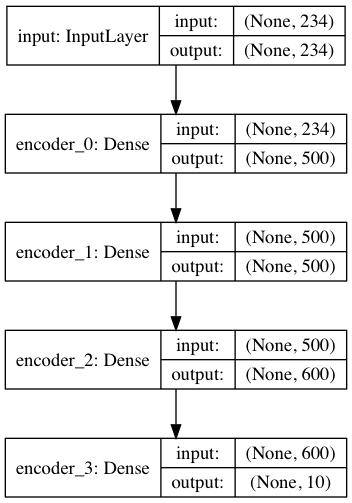 input: InputLayer
input: (None, 234)
output: (None, 234)
encoder_0: Dense
input: (None, 234)
output: (None, 500)
encoder_1: Dense
input: (None, 500)
output: (None, 500)
encoder_2: Dense
input: (None, 500)
output: (None, 600)
encoder_3: Dense
input: (None, 600)
output: (None, 10)